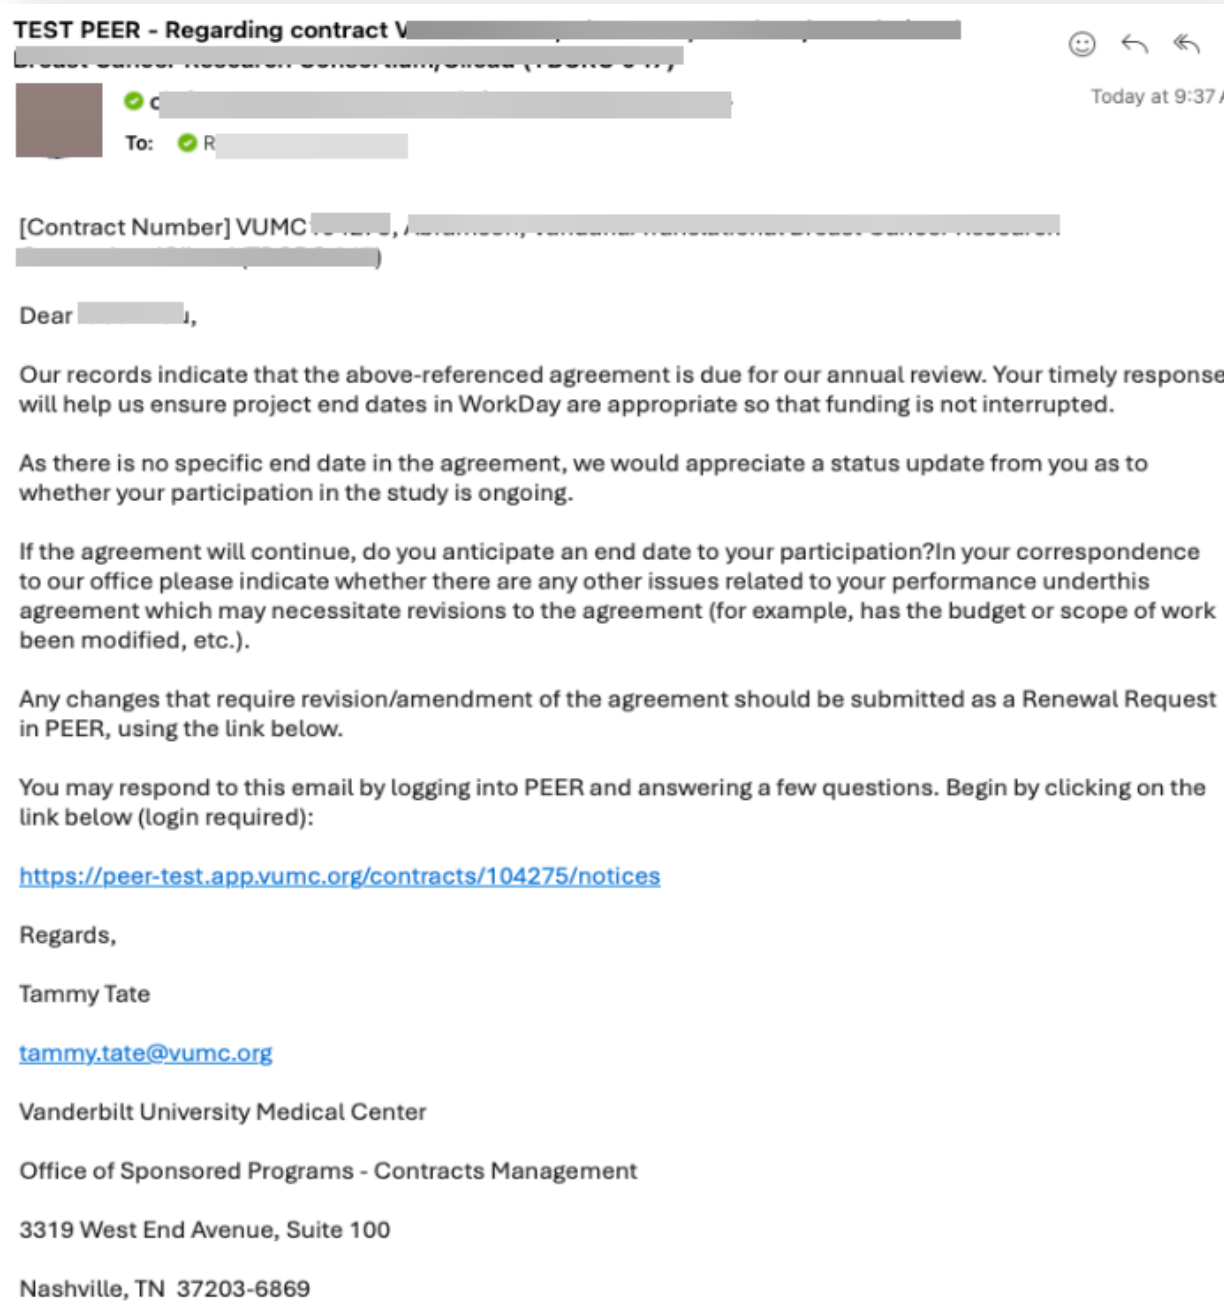 TEST PEER - Regarding contract V
Today at 9:37
To: R
[Contract Number] VUMC
Dear
Our records indicate that the above-referenced agreement is due for our annual review. Your timely response
will help us ensure project end dates in WorkDay are appropriate so that funding is not interrupted.
As there is no specific end date in the agreement, we would appreciate a status update from you as to
whether your participation in the study is ongoing.
If the agreement will continue, do you anticipate an end date to your participation?In your correspondence
to our office please indicate whether there are any other issues related to your performance underthis
agreement which may necessitate revisions to the agreement (for example, has the budget or scope of work
been modified, etc.).
Any changes that require revision/amendment of the agreement should be submitted as a Renewal Request
in PEER, using the link below.
You may respond to this email by logging into PEER and answering a few questions. Begin by clicking on the
link below (login required):
https://peer-test.app.vumc.org/contracts/104275/notices
Regards,
Tammy Tate
tammy.tate@vumc.org
Vanderbilt University Medical Center
Office of Sponsored Programs - Contracts Management
3319 West End Avenue, Suite 100
Nashville, TN 37203-6869